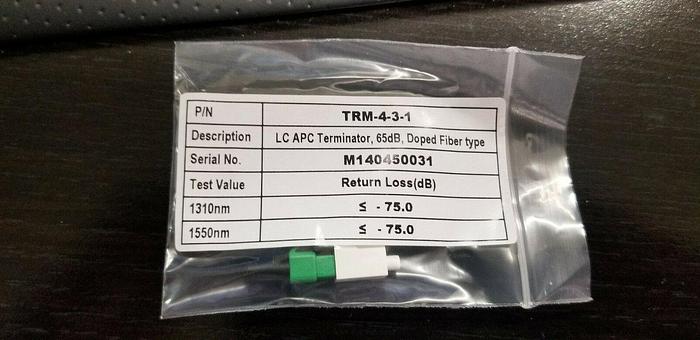 P/N TRM-4-3-1
Description LC APC Terminator, 65dB, Doped Fiber type
Serial No. M140450031
Test Value Return Loss(dB)
1310nm ≤ - 75.0
1550nm ≤ - 75.0